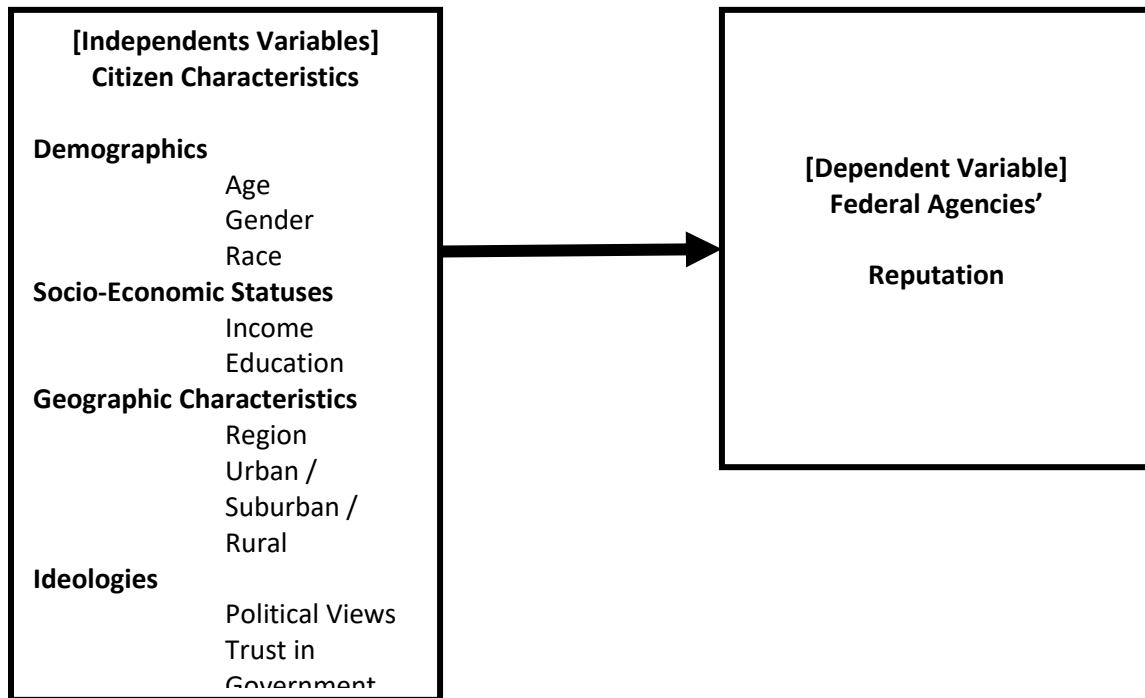 [Independents Variables]
Citizen Characteristics
Demographics
Age
Gender
Race
Socio-Economic Statuses
Income
Education
Geographic Characteristics
Region
Urban /
Suburban /
Rural
Ideologies
Political Views
Trust in
Government
[Dependent Variable]
Federal Agencies’
Reputation